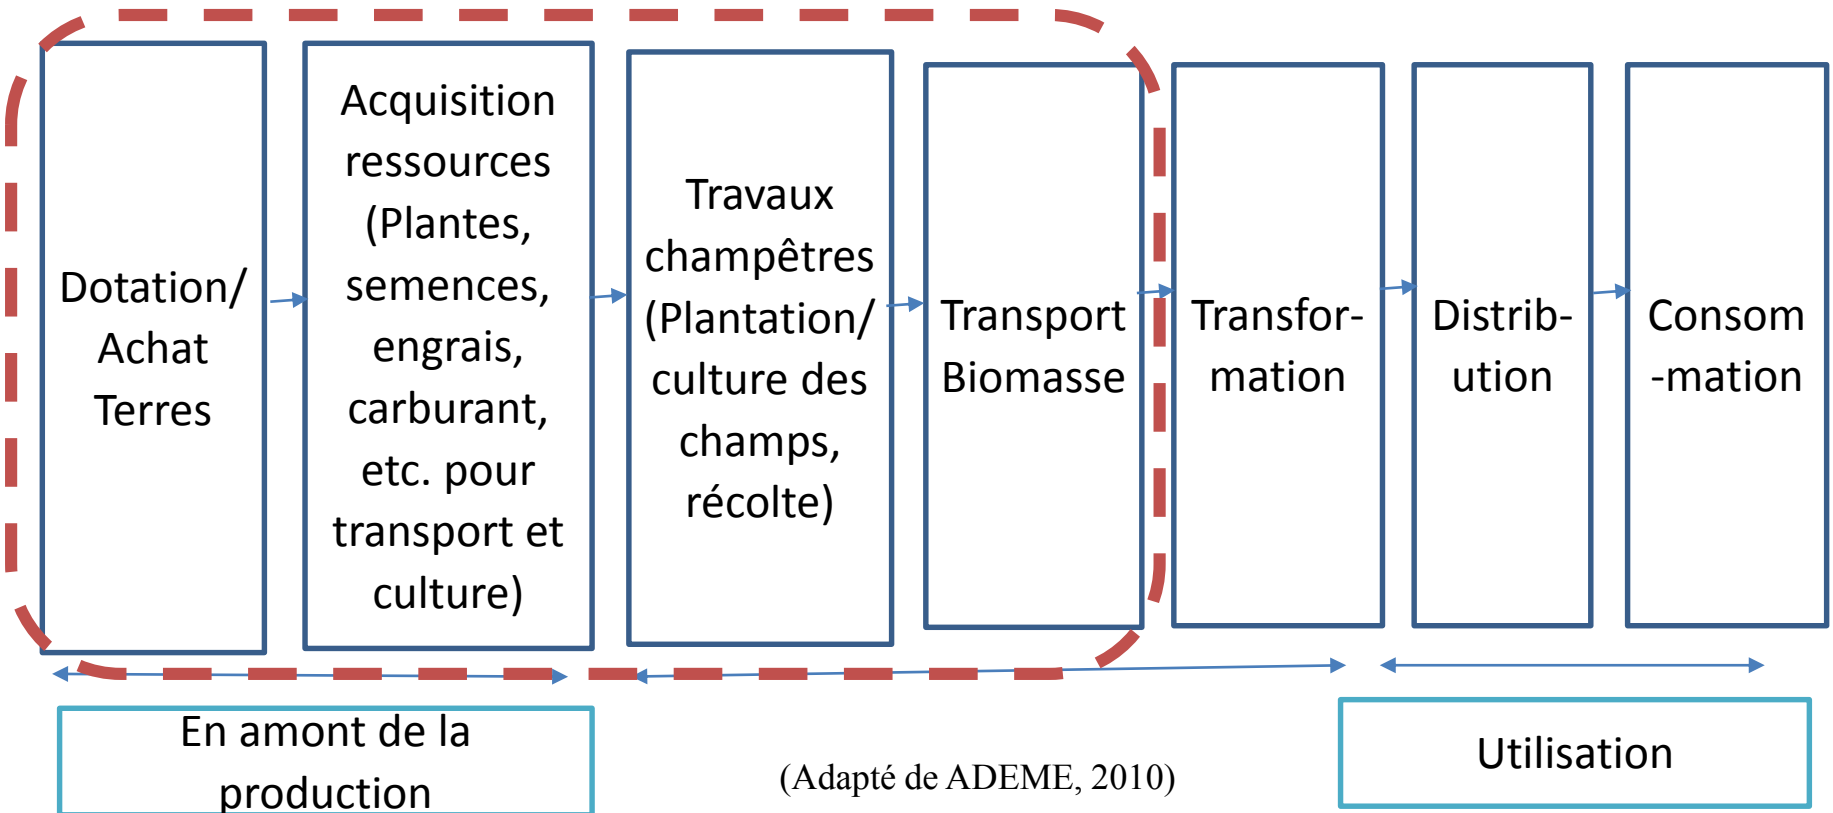 Dotation/
Achat
Terres
Acquisition
ressources
(Plantes,
semences,
engrais,
carburant,
etc. pour
transport et
culture)
Travaux
champêtres
(Plantation/
culture des
champs,
récolte)
Transport
Biomasse
Transfor-
mation
Distrib-
ution
Consom
-mation
En amont de la
production
(Adapté de ADEME, 2010)
Utilisation